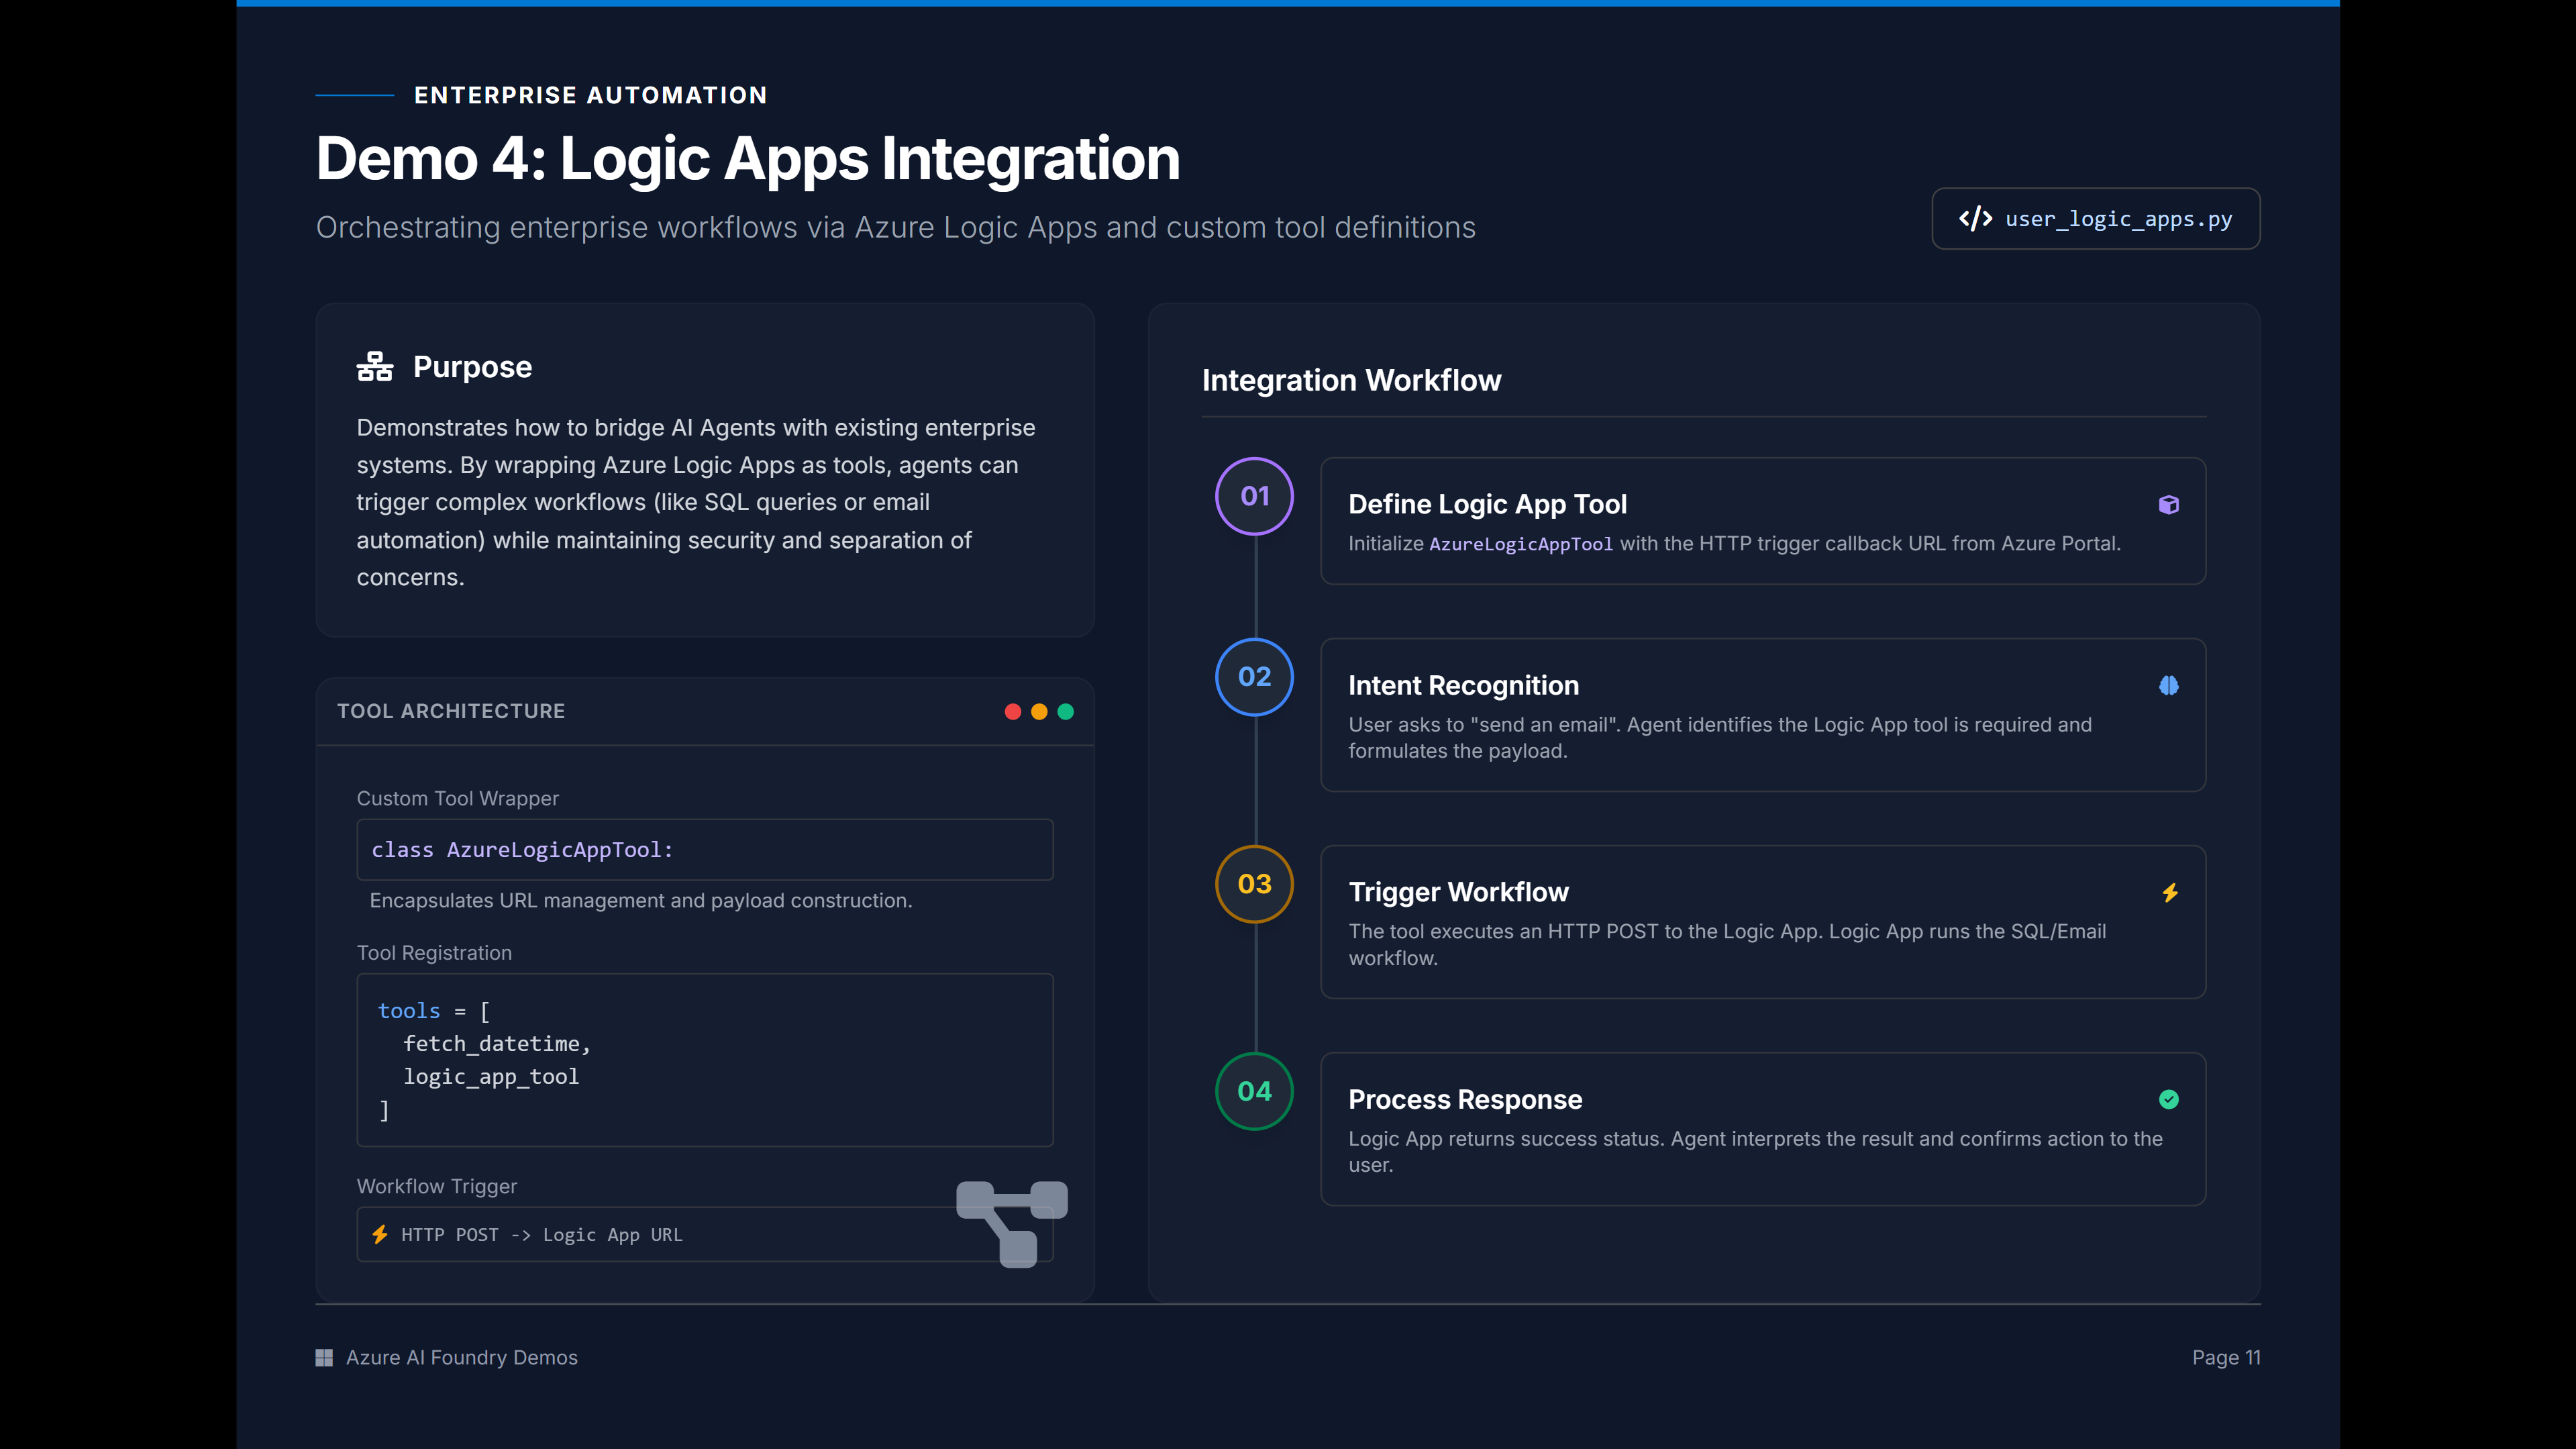 ENTERPRISE AUTOMATION
Demo 4: Logic Apps Integration
Orchestrating enterprise workflows via Azure Logic Apps and custom tool definitions
</> user_logic_apps.py
Purpose
Demonstrates how to bridge AI Agents with existing enterprise
systems. By wrapping Azure Logic Apps as tools, agents can
trigger complex workflows (like SQL queries or email
automation) while maintaining security and separation of
concerns.
TOOL ARCHITECTURE
Custom Tool Wrapper
class AzureLogicAppTool:
Encapsulates URL management and payload construction.
Tool Registration
tools = [
fetch_datetime,
logic_app_tool
]
Workflow Trigger
HTTP POST -> Logic App URL
Integration Workflow
01
Define Logic App Tool
Initialize AzureLogicAppTool with the HTTP trigger callback URL from Azure Portal.
02
Intent Recognition
User asks to "send an email". Agent identifies the Logic App tool is required and
formulates the payload.
03
Trigger Workflow
The tool executes an HTTP POST to the Logic App. Logic App runs the SQL/Email
workflow.
04
Process Response
Logic App returns success status. Agent interprets the result and confirms action to the
user.
Azure AI Foundry Demos
Page 11